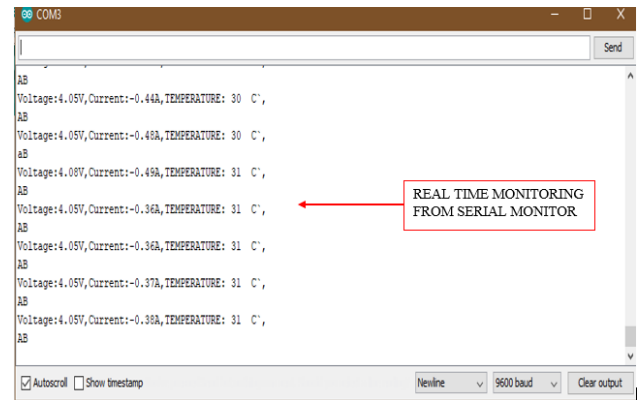 COM3
Send
AB
Voltage:4.05V,Current:-0.44A,TEMPERATURE: 30 C`,
AB
Voltage:4.05V,Current:-0.48A,TEMPERATURE: 30 C`,
aB
Voltage:4.08V,Current:-0.49A,TEMPERATURE: 31 C`,
AB
Voltage:4.05V,Current:-0.36A,TEMPERATURE: 31 C`,
AB
Voltage:4.05V,Current:-0.36A,TEMPERATURE: 31 C`,
AB
Voltage:4.05V,Current:-0.37A,TEMPERATURE: 31 C`,
AB
Voltage:4.05V,Current:-0.38A,TEMPERATURE: 31 C`,
AB
REAL TIME MONITORING
FROM SERIAL MONITOR
Autoscroll Show timestamp Newline 9600 baud Clear output